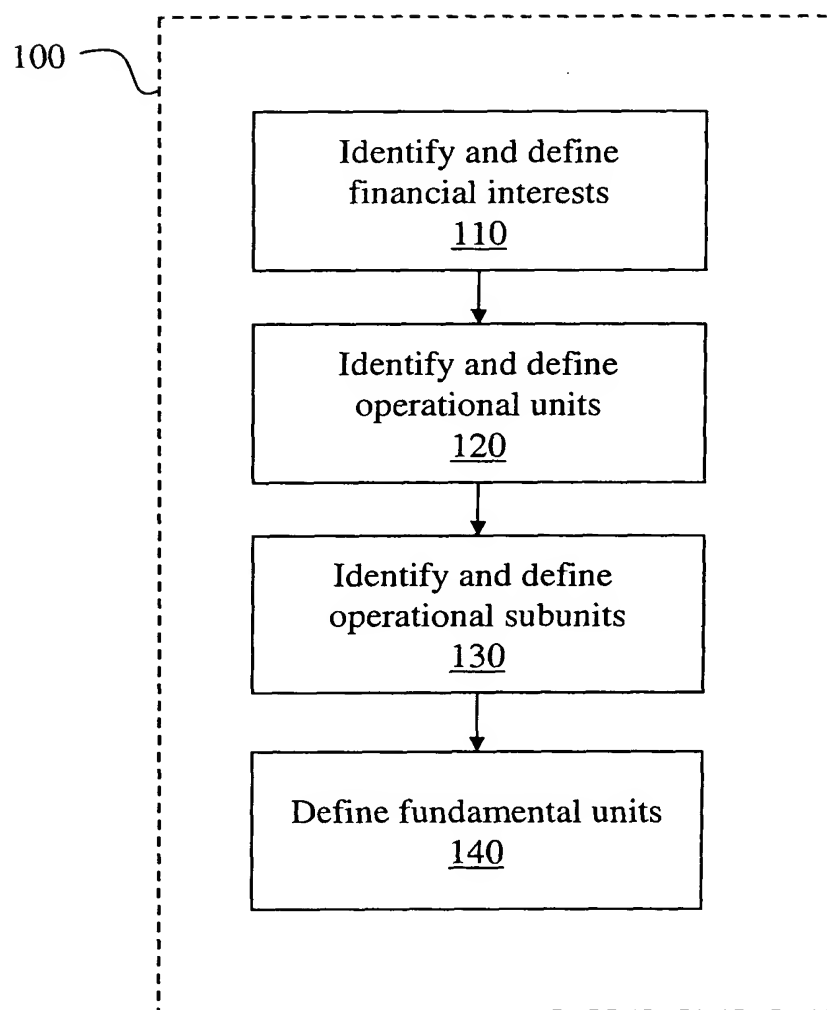 100
Identify and define
financial interests
110
Identify and define
operational units
120
Identify and define
operational subunits
130
Define fundamental units
140